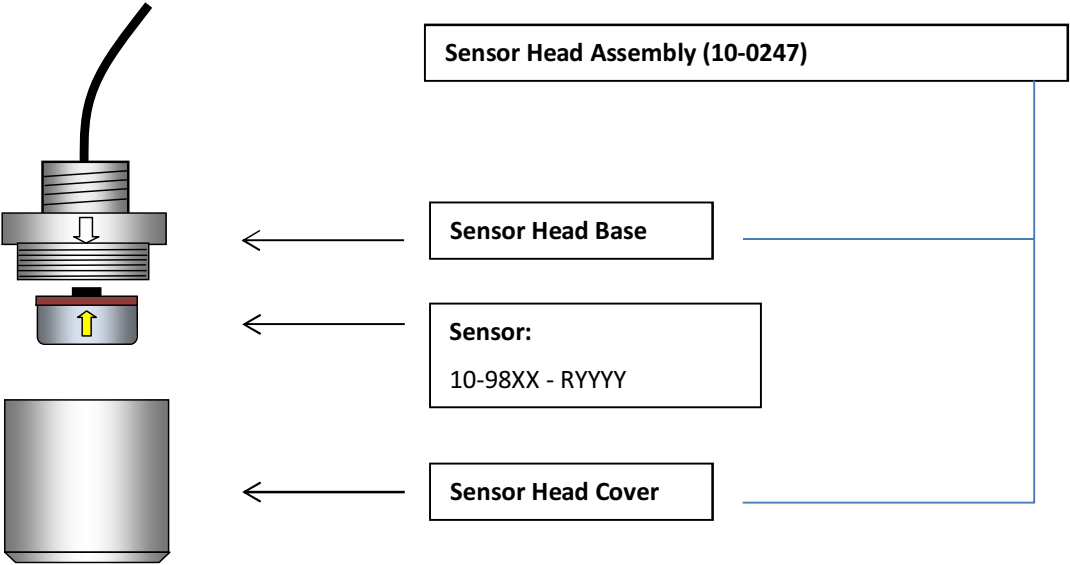 Sensor Head Assembly (10-0247)
Sensor Head Base
Sensor:
10-98XX - RYYYY
Sensor Head Cover